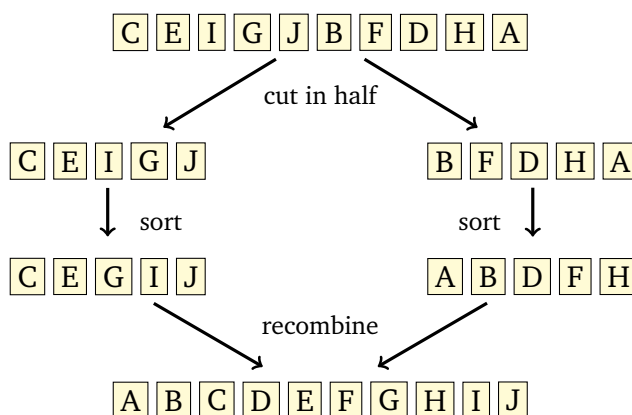 C E I G J B F D H A
cut in half
C E I G J B F D H A
sort sort
C E G I J A B D F H
recombine
A B C D E F G H I J